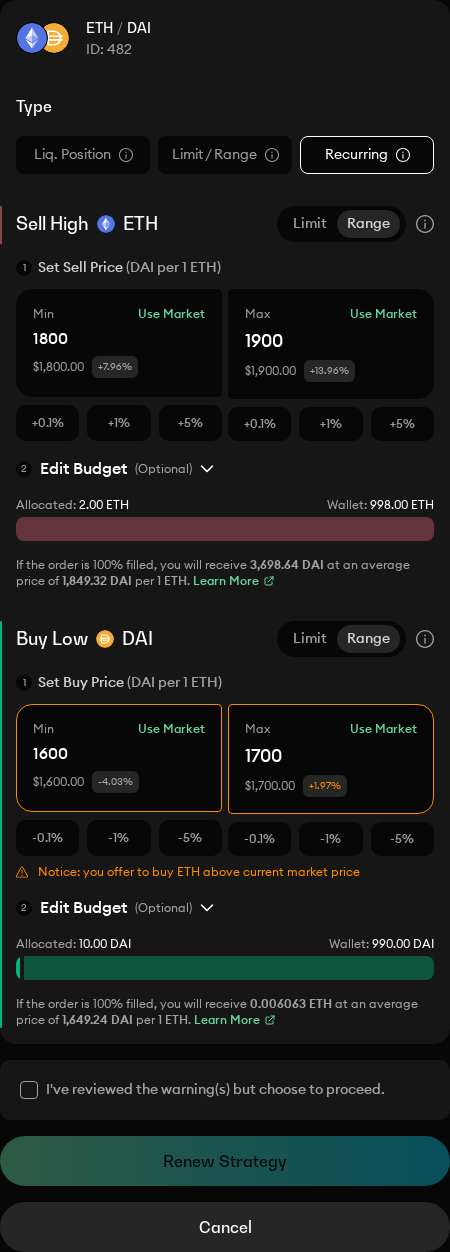 ETH / DAI
ID: 482
Type
Liq. Position
Limit / Range
Recurring
Sell High ETH
Limit Range
1 Set Sell Price (DAI per 1 ETH)
Min Use Market
1800
$1,800.00 +7.96%
Max Use Market
1900
$1,900.00 +13.96%
+0.1% +1% +5%
+0.1% +1% +5%
2 Edit Budget (Optional)
Allocated: 2.00 ETH Wallet: 998.00 ETH
If the order is 100% filled, you will receive 3,698.64 DAI at an average
price of 1,849.32 DAI per 1 ETH. Learn More
Buy Low DAI
Limit Range
1 Set Buy Price (DAI per 1 ETH)
Min Use Market
1600
$1,600.00 -4.03%
Max Use Market
1700
$1,700.00 +1.97%
-0.1% -1% -5%
-0.1% -1% -5%
Notice: you offer to buy ETH above current market price
2 Edit Budget (Optional)
Allocated: 10.00 DAI Wallet: 990.00 DAI
If the order is 100% filled, you will receive 0.006063 ETH at an average
price of 1,649.24 DAI per 1 ETH. Learn More
I've reviewed the warning(s) but choose to proceed.
Renew Strategy
Cancel